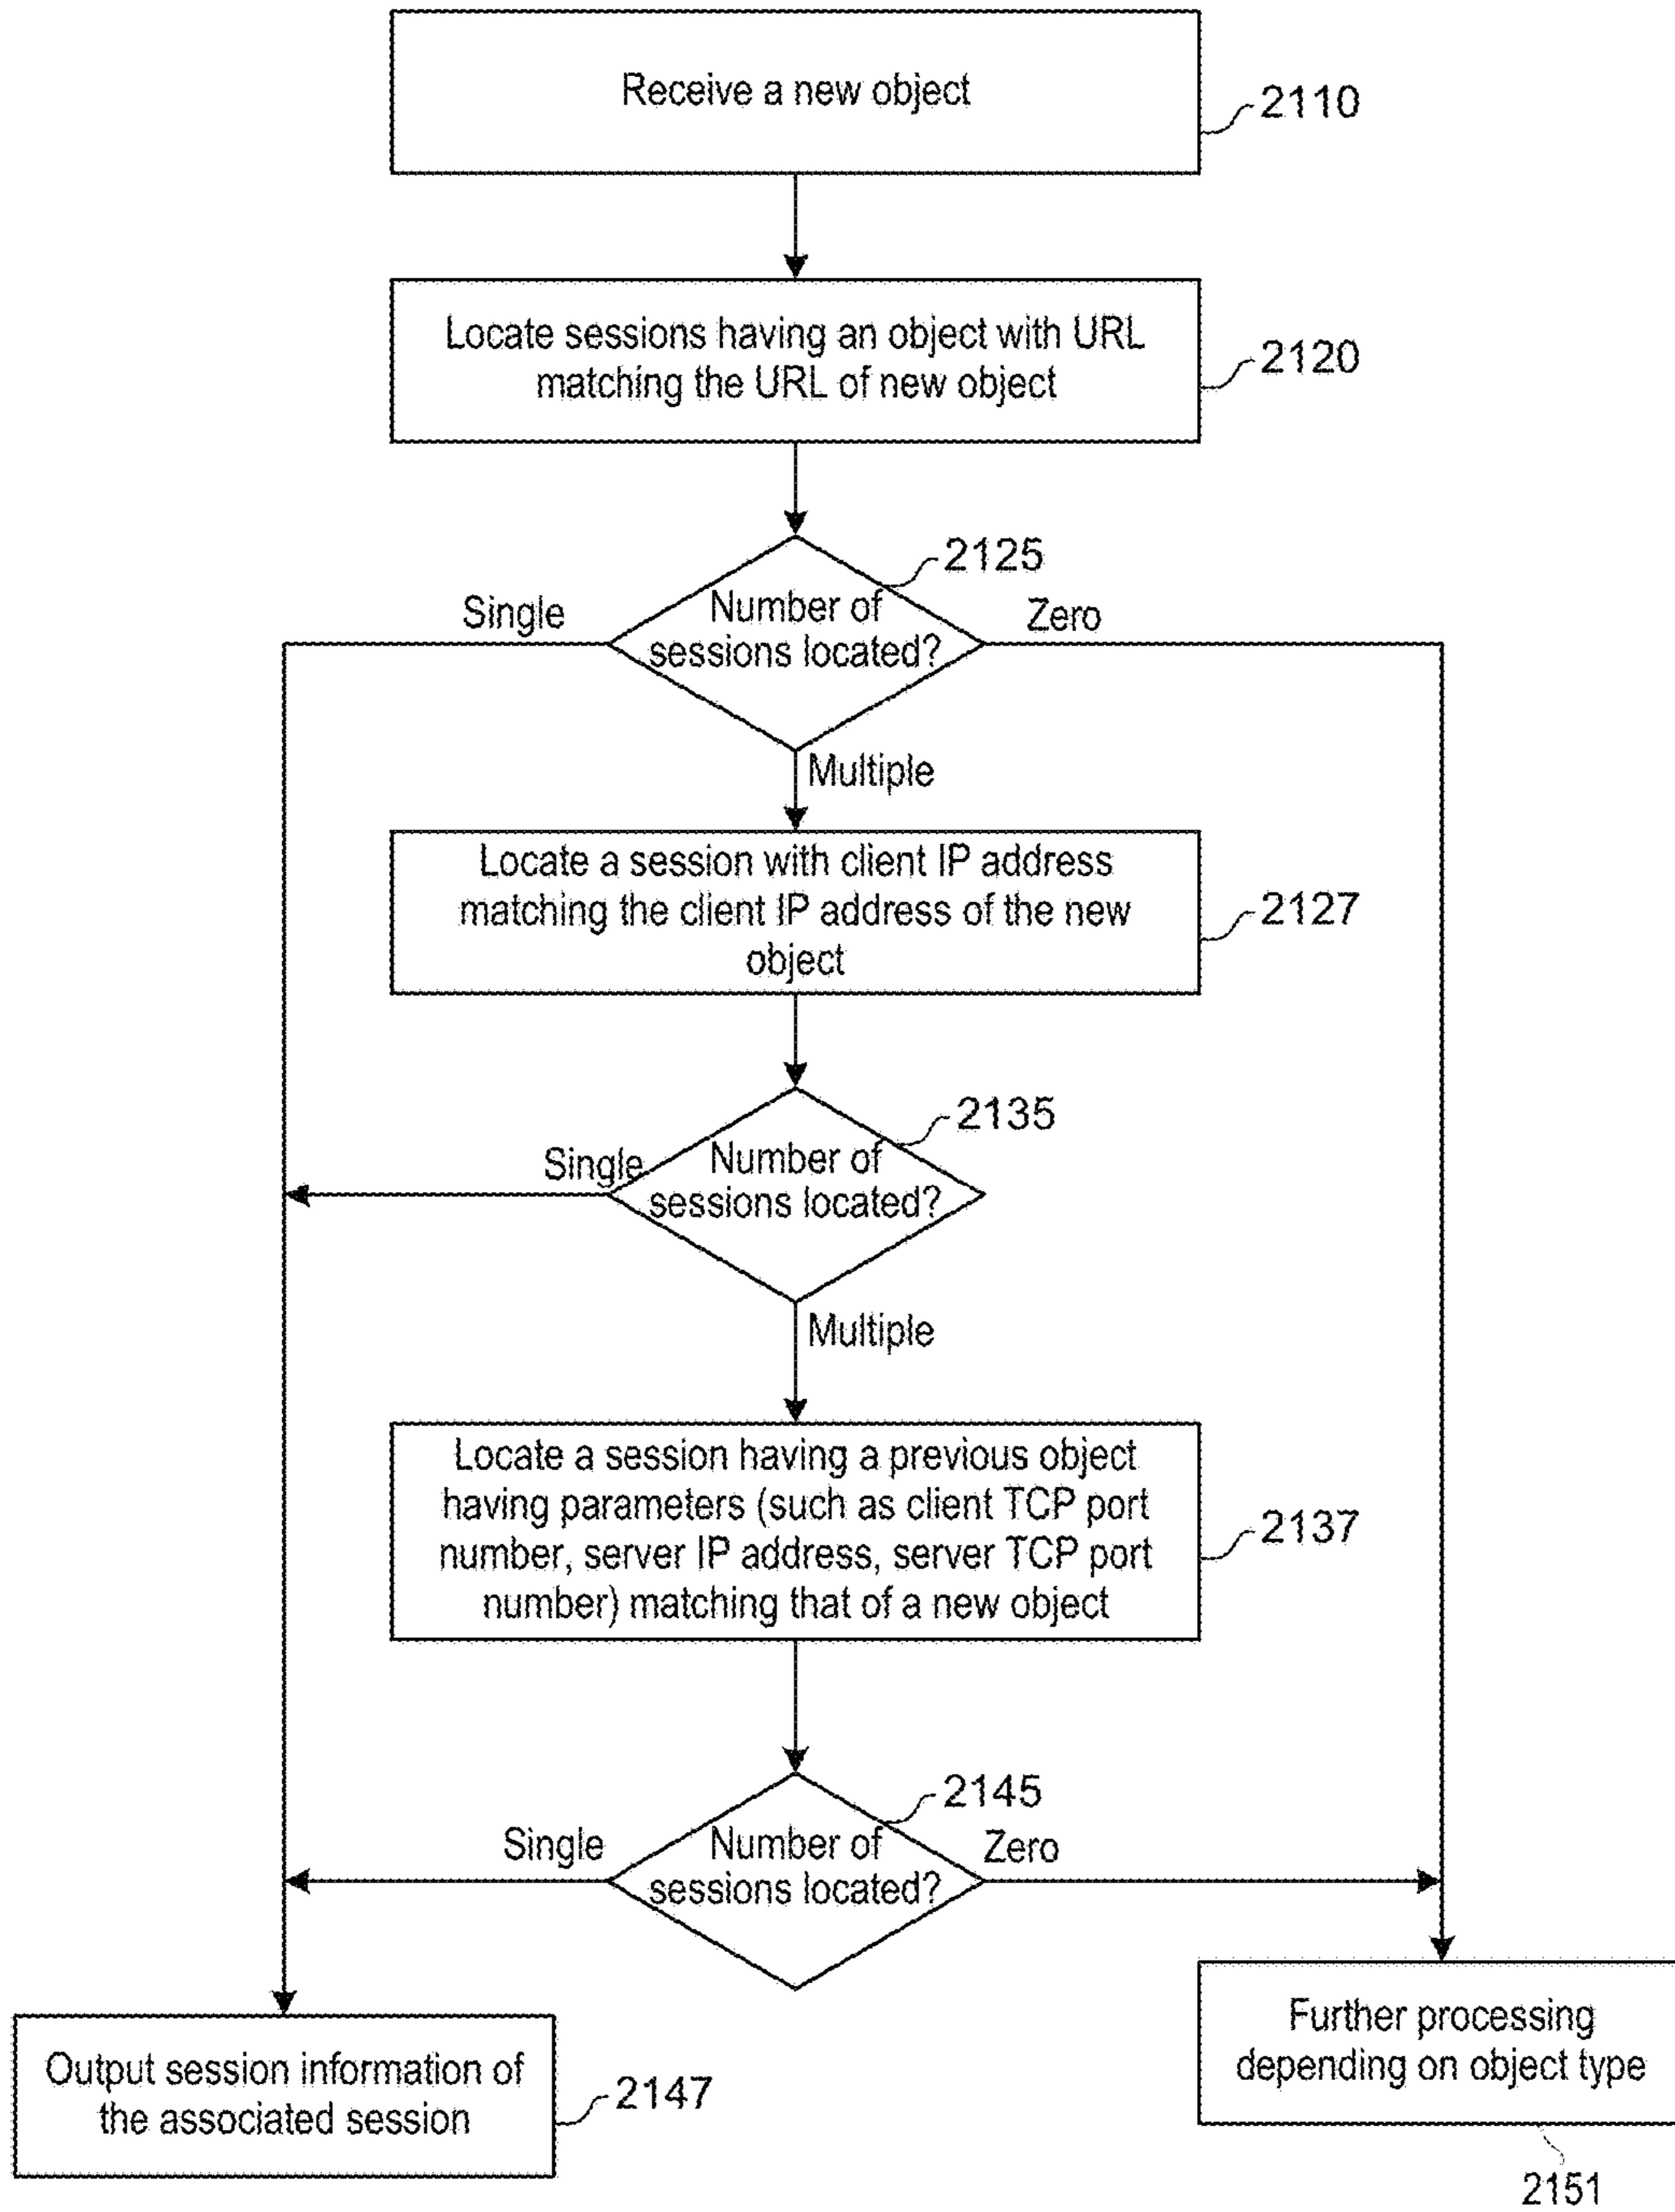 Receive a new object
2110
Locate sessions having an object with URL
matching the URL of new object
2120
2125
Single
Number of
sessions located?
Zero
Multiple
Locate a session with client IP address
matching the client IP address of the new
object
2127
2135
Single
Number of
sessions located?
Multiple
Locate a session having a previous object
having parameters (such as client TCP port
number, server IP address, server TCP port
number) matching that of a new object
2137
2145
Single
Number of
sessions located?
Zero
Output session information of
the associated session
2147
Further processing
depending on object type
2151